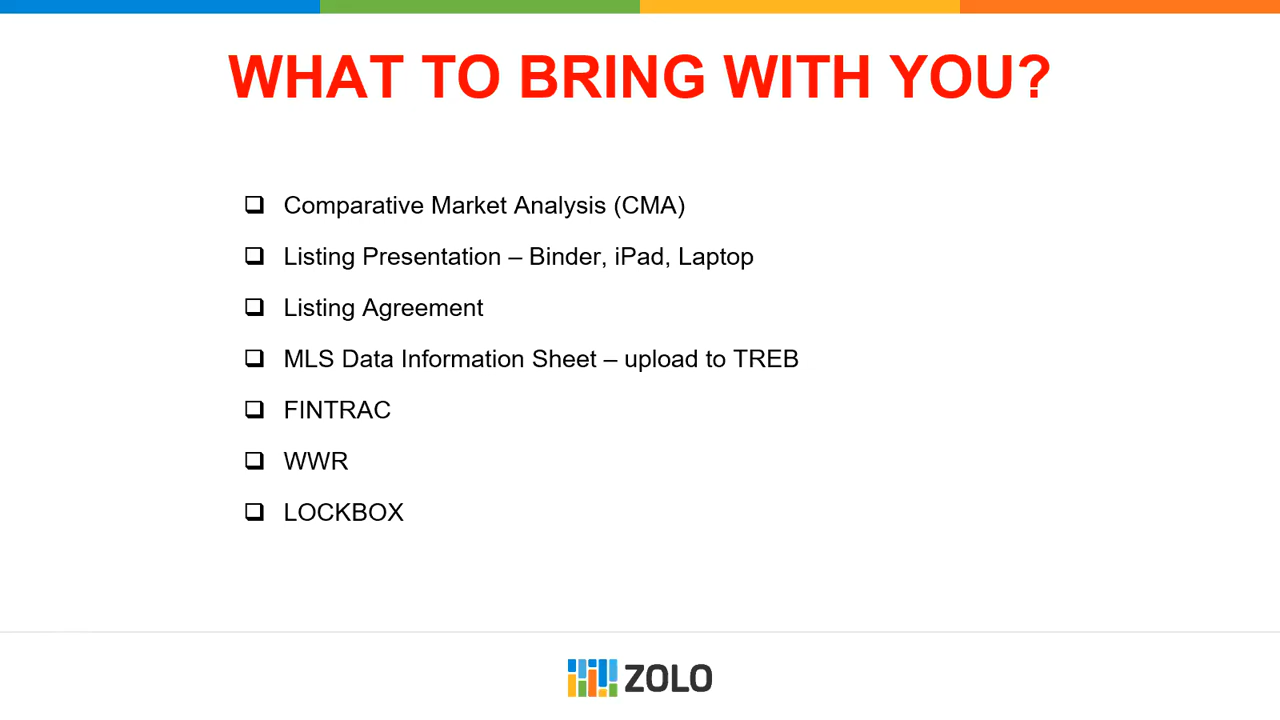 WHAT TO BRING WITH YOU?
Comparative Market Analysis (CMA)
Listing Presentation – Binder, iPad, Laptop
Listing Agreement
MLS Data Information Sheet – upload to TREB
FINTRAC
WWR
LOCKBOX
ZOLO